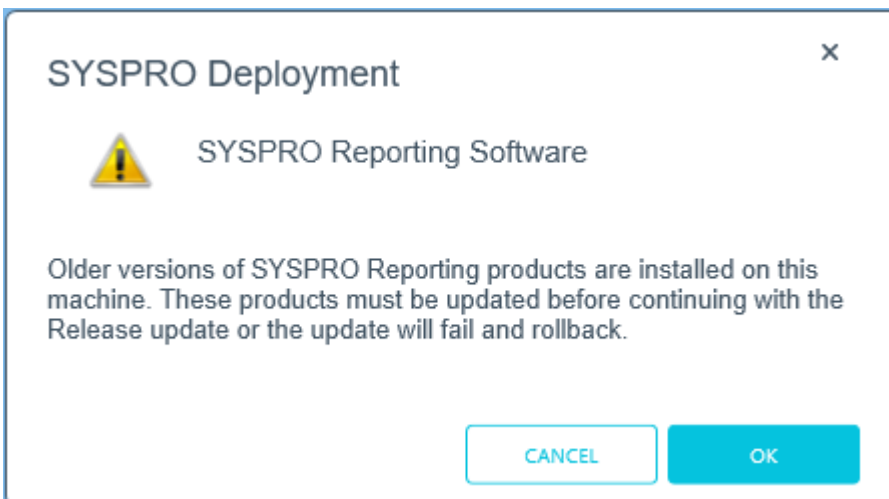 SYSPRO Deployment
SYSPRO Reporting Software
Older versions of SYSPRO Reporting products are installed on this
machine. These products must be updated before continuing with the
Release update or the update will fail and rollback.
CANCEL
OK